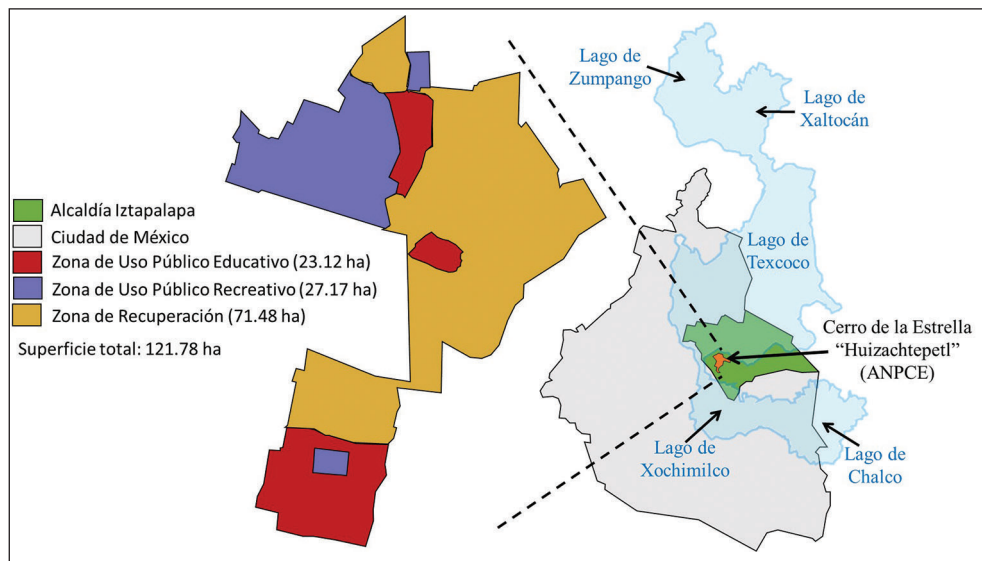 Alcaldía Iztapalapa
Ciudad de México
Zona de Uso Público Educativo (23.12 ha)
Zona de Uso Público Recreativo (27.17 ha)
Zona de Recuperación (71.48 ha)
Superficie total: 121.78 ha
Lago de
Zumpango
Lago de
Xaltocán
Lago de
Texcoco
Cerro de la Estrella
“Huizachtepetl”
(ANPCE)
Lago de
Xochimilco
Lago de
Chalco